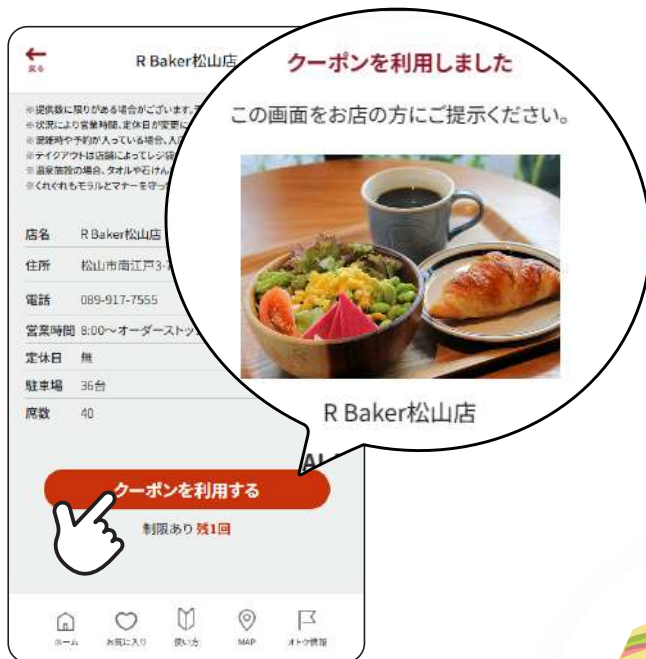 戻る
R Baker松山店
※提供数に限りがある場合がございます。
※状況により営業時間、定休日が変更に
※混雑時や予約が入っている場合、
※テイクアウトは店舗によってレジ袋
※温泉施設の場合、タオルや石けん
※くれぐれもモラルとマナーを守っ
店名 R Baker松山店
住所 松山市南江戸3-
電話 089-917-7555
営業時間 8:00～オーダーストッ
定休日 無
駐車場 36台
席数 40
クーポンを利用する
制限あり 残1回
ホーム お気に入り 使い方 MAP オトク情報
クーポンを利用しました
この画面をお店の方にご提示ください。
R Baker松山店